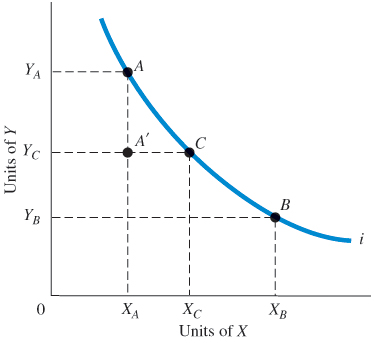 Y_A
A
A′
Y_C
C
B
Y_B
i
Units of Y
0
X_A
X_C
X_B
Units of X